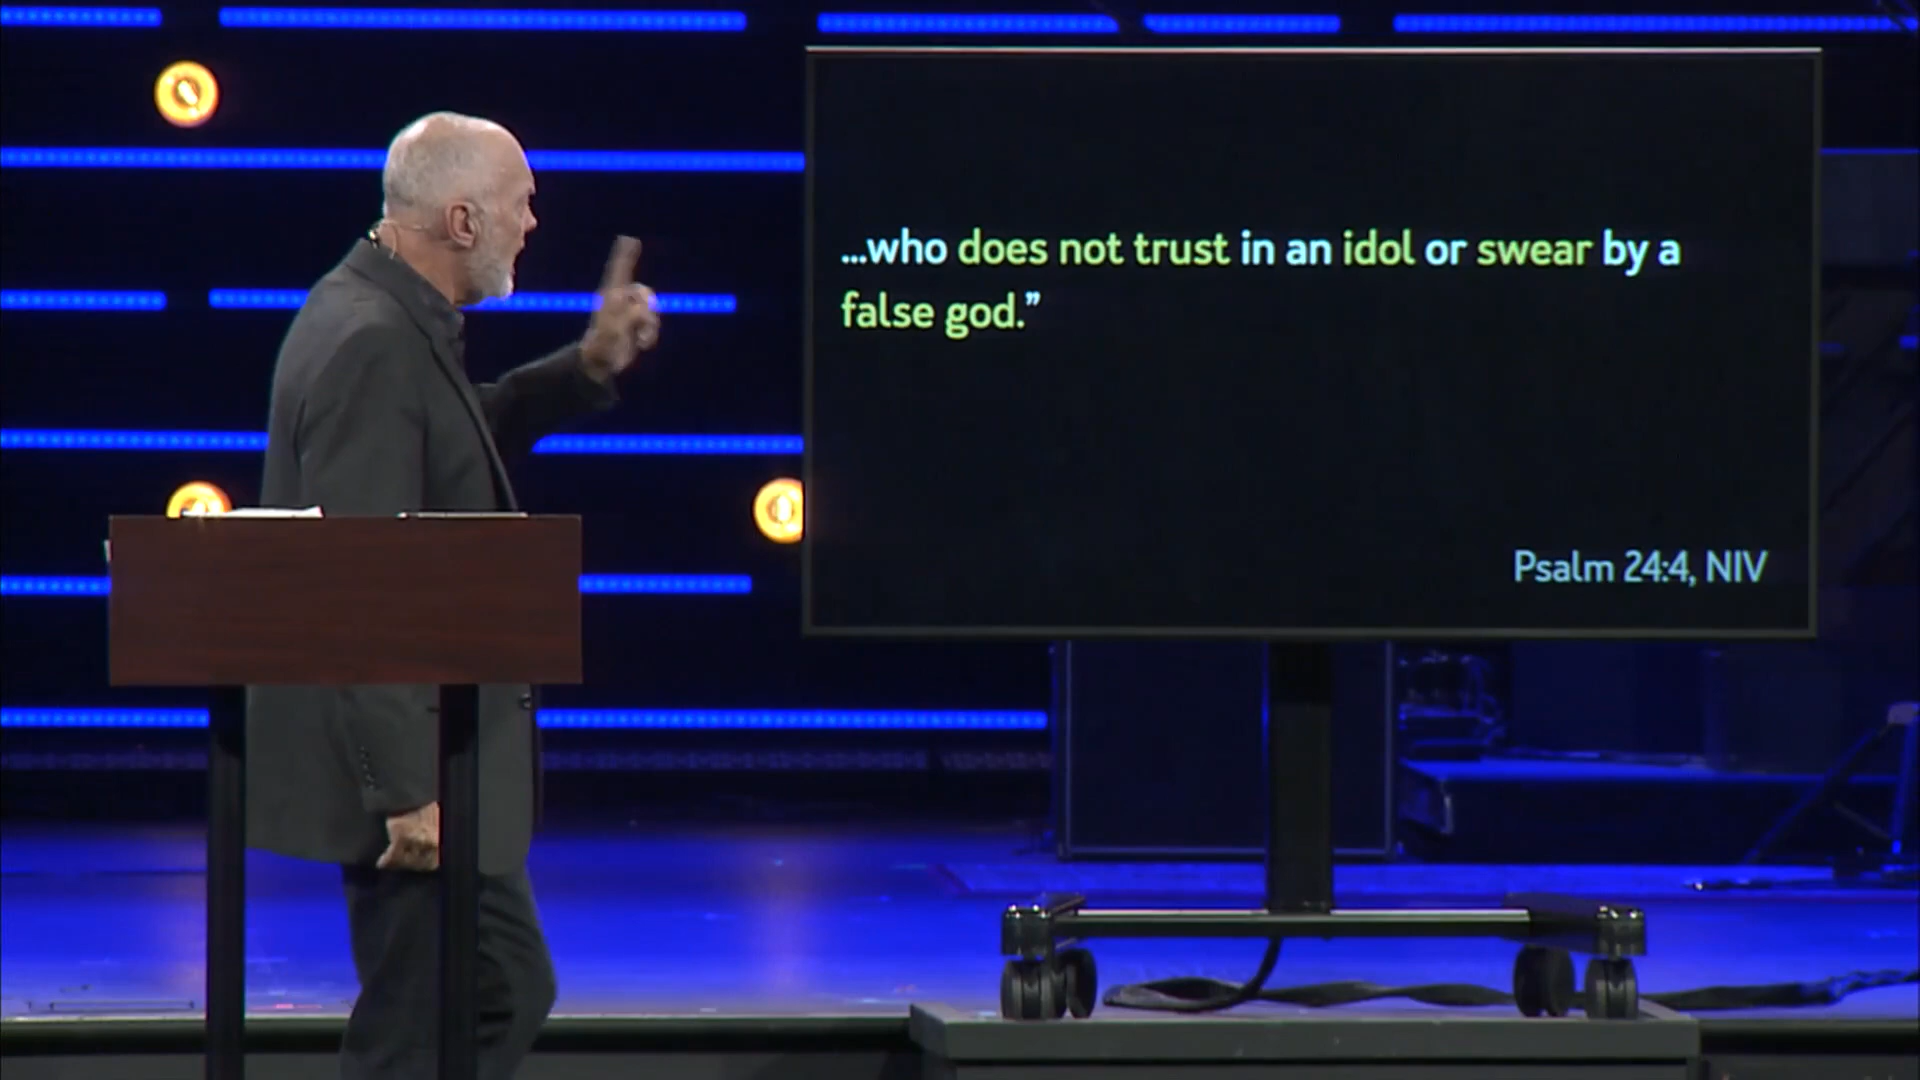 ...who does not trust in an idol or swear by a
false god.”
Psalm 24:4, NIV